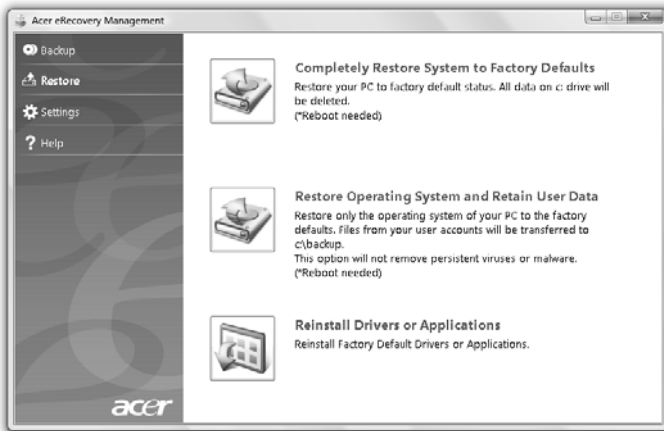 Acer eRecovery Management
Backup
Restore
Settings
Help
Completely Restore System to Factory Defaults
Restore your PC to factory default status. All data on c: drive will
be deleted.
(*Reboot needed)
Restore Operating System and Retain User Data
Restore only the operating system of your PC to the factory
defaults. Files from your user accounts will be transferred to
c:\backup.
This option will not remove persistent viruses or malware.
(*Reboot needed)
Reinstall Drivers or Applications
Reinstall Factory Default Drivers or Applications.
acer